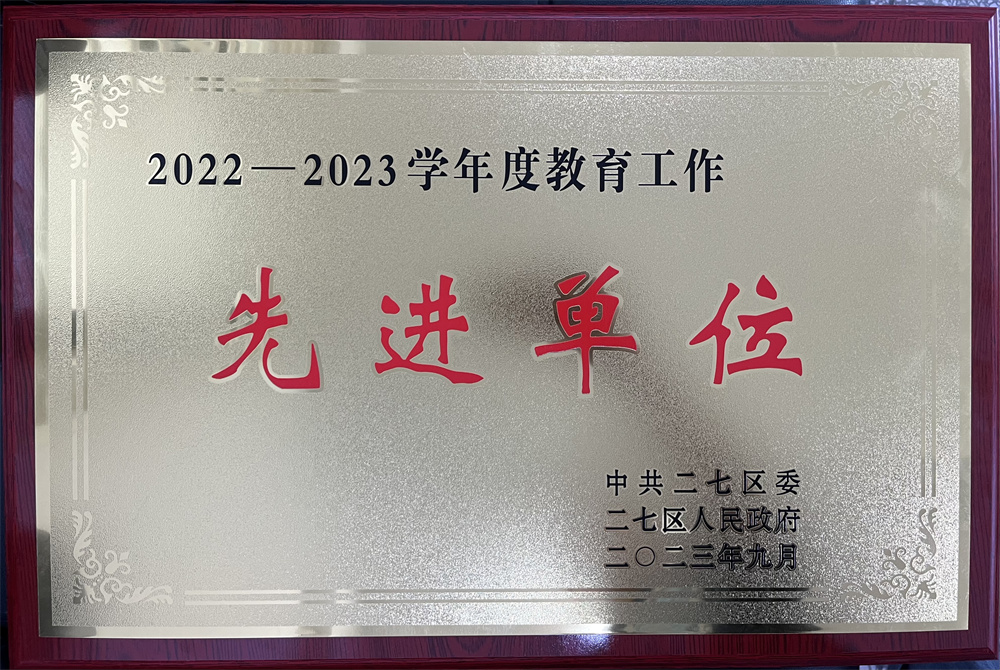 2022—2023学年度教育工作
先进单位
中共二七区委
二七区人民政府
二〇二三年九月